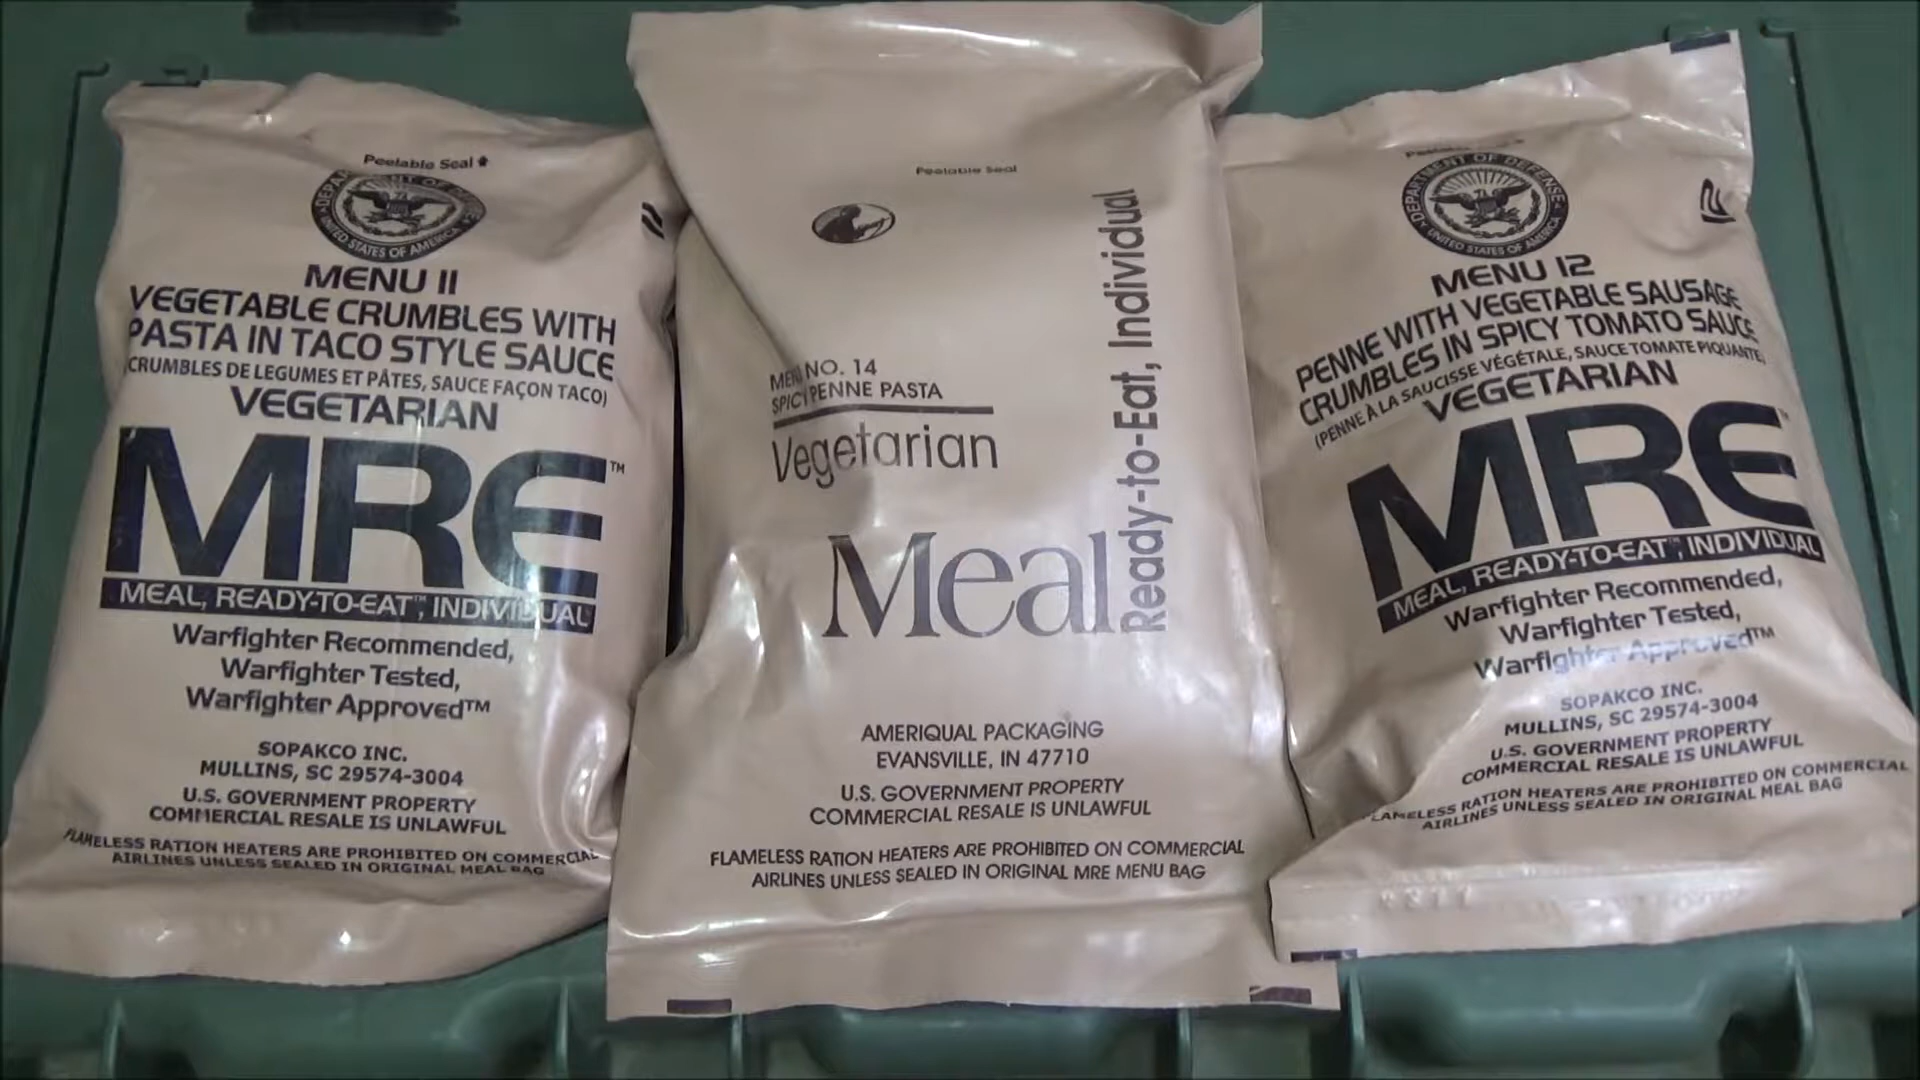 Peelable Seal
DEPARTMENT OF DEFENSE
UNITED STATES OF AMERICA
MENU 11
VEGETABLE CRUMBLES WITH
PASTA IN TACO STYLE SAUCE
(CRUMBLES DE LEGUMES ET PÂTES, SAUCE FAÇON TACO)
VEGETARIAN
MRE™
MEAL, READY-TO-EAT™, INDIVIDUAL
Warfighter Recommended,
Warfighter Tested,
Warfighter Approved™
SOPAKCO INC.
MULLINS, SC 29574-3004
U.S. GOVERNMENT PROPERTY
COMMERCIAL RESALE IS UNLAWFUL
FLAMELESS RATION HEATERS ARE PROHIBITED ON COMMERCIAL
AIRLINES UNLESS SEALED IN ORIGINAL MEAL BAG
Peelable Seal
MENU NO. 14
SPICY PENNE PASTA
Vegetarian
Meal
Ready-to-Eat, Individual
AMERIQUAL PACKAGING
EVANSVILLE, IN 47710
U.S. GOVERNMENT PROPERTY
COMMERCIAL RESALE IS UNLAWFUL
FLAMELESS RATION HEATERS ARE PROHIBITED ON COMMERCIAL
AIRLINES UNLESS SEALED IN ORIGINAL MRE MENU BAG
DEPARTMENT OF DEFENSE
UNITED STATES OF AMERICA
MENU 12
PENNE WITH VEGETABLE SAUSAGE
CRUMBLES IN SPICY TOMATO SAUCE
(PENNE À LA SAUCISSE VÉGÉTALE, SAUCE TOMATE PIQUANTE)
VEGETARIAN
MRE™
MEAL, READY-TO-EAT™, INDIVIDUAL
Warfighter Recommended,
Warfighter Tested,
Warfighter Approved™
SOPAKCO INC.
MULLINS, SC 29574-3004
U.S. GOVERNMENT PROPERTY
COMMERCIAL RESALE IS UNLAWFUL
FLAMELESS RATION HEATERS ARE PROHIBITED ON COMMERCIAL
AIRLINES UNLESS SEALED IN ORIGINAL MEAL BAG